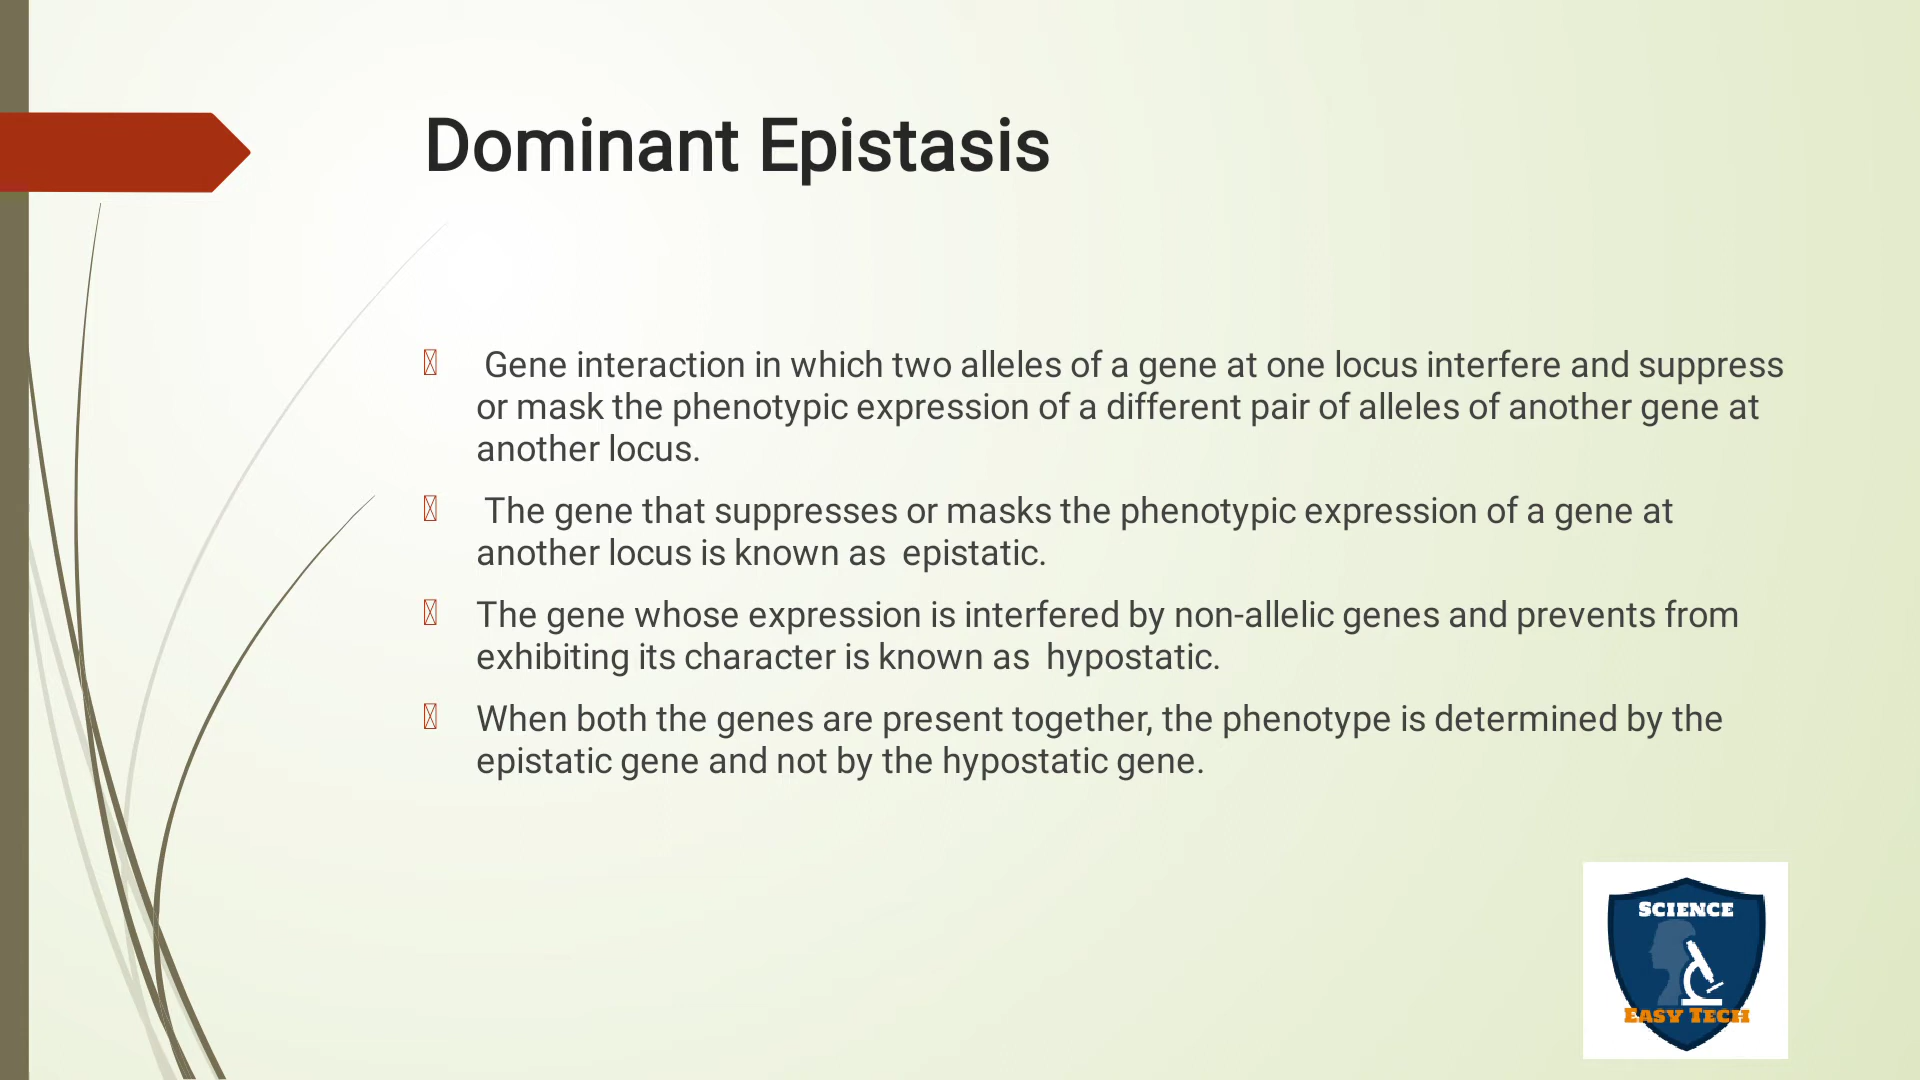 Dominant Epistasis
Gene interaction in which two alleles of a gene at one locus interfere and suppress
or mask the phenotypic expression of a different pair of alleles of another gene at
another locus.
The gene that suppresses or masks the phenotypic expression of a gene at
another locus is known as  epistatic.
The gene whose expression is interfered by non-allelic genes and prevents from
exhibiting its character is known as  hypostatic.
When both the genes are present together, the phenotype is determined by the
epistatic gene and not by the hypostatic gene.
SCIENCE
EASY TECH